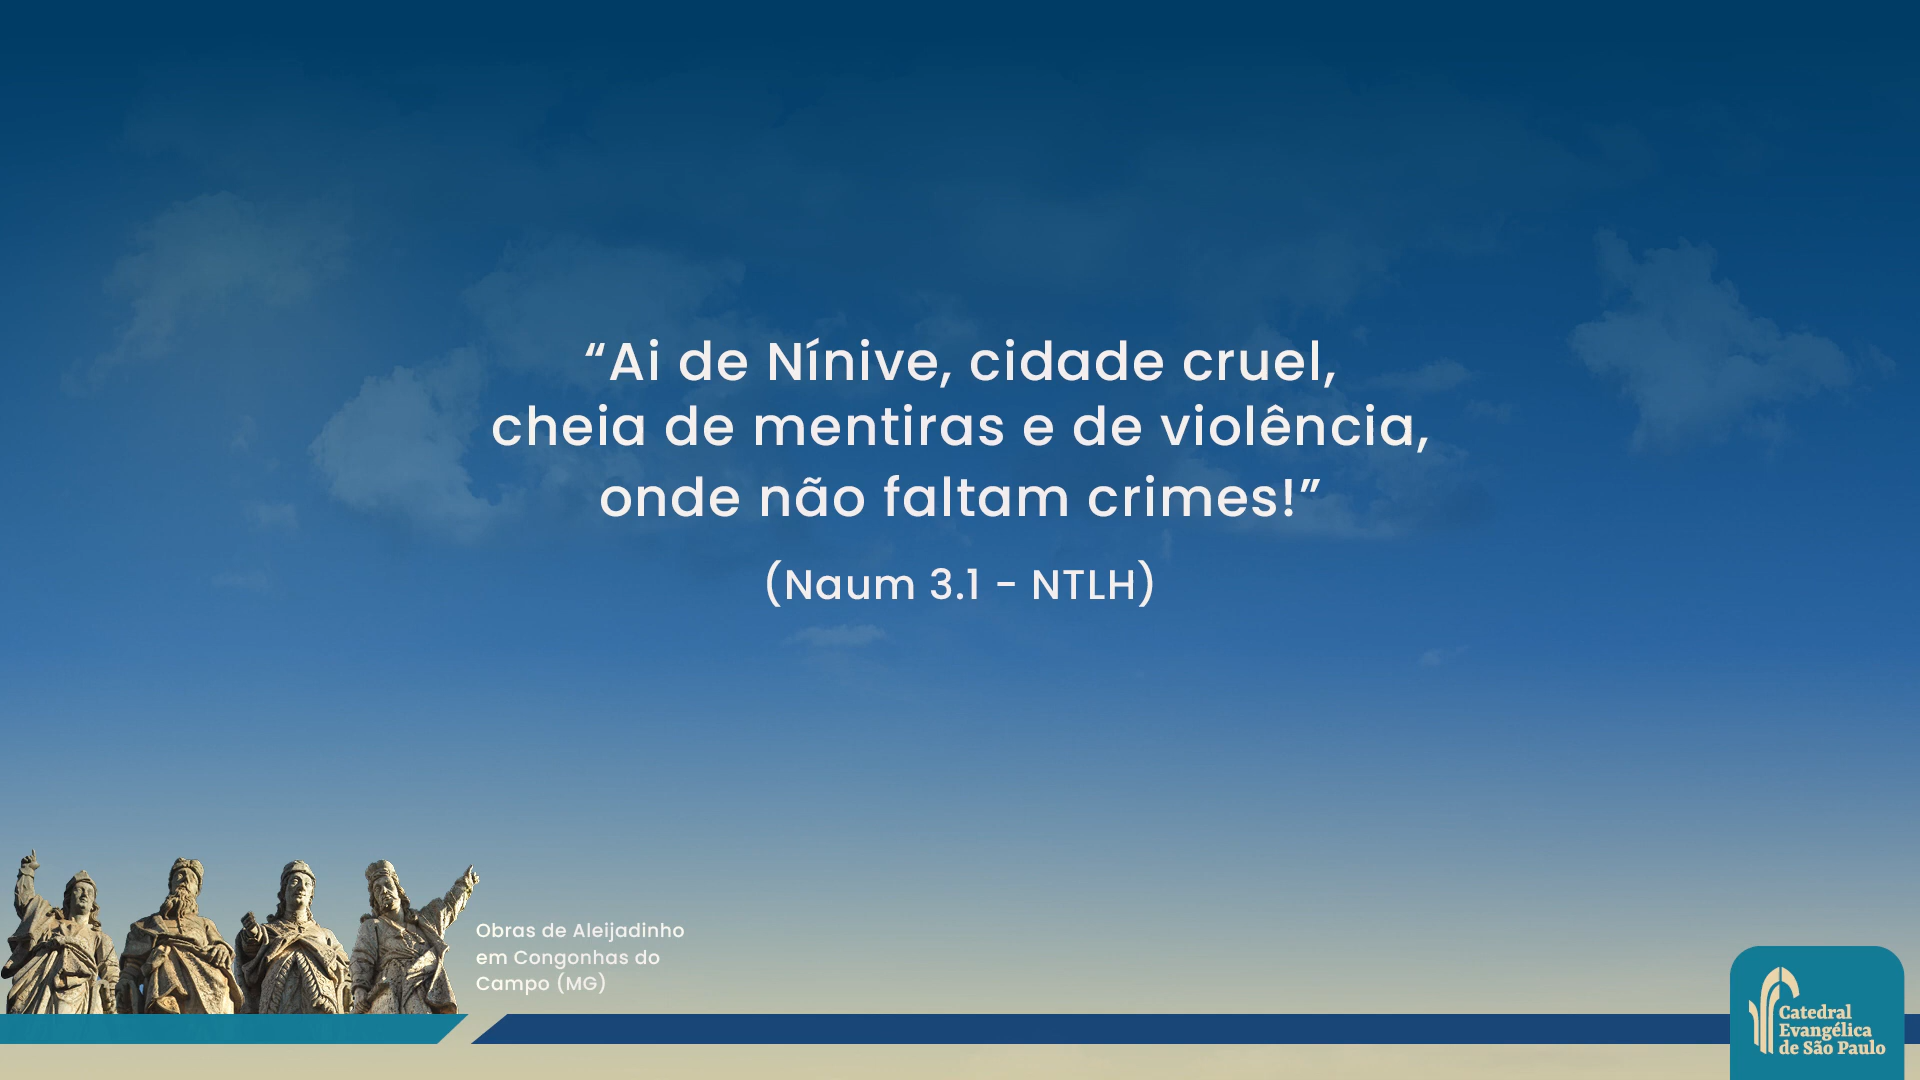 “Ai de Nínive, cidade cruel,
cheia de mentiras e de violência,
onde não faltam crimes!”
(Naum 3.1 - NTLH)
Obras de Aleijadinho
em Congonhas do
Campo (MG)
Catedral
Evangélica
de São Paulo